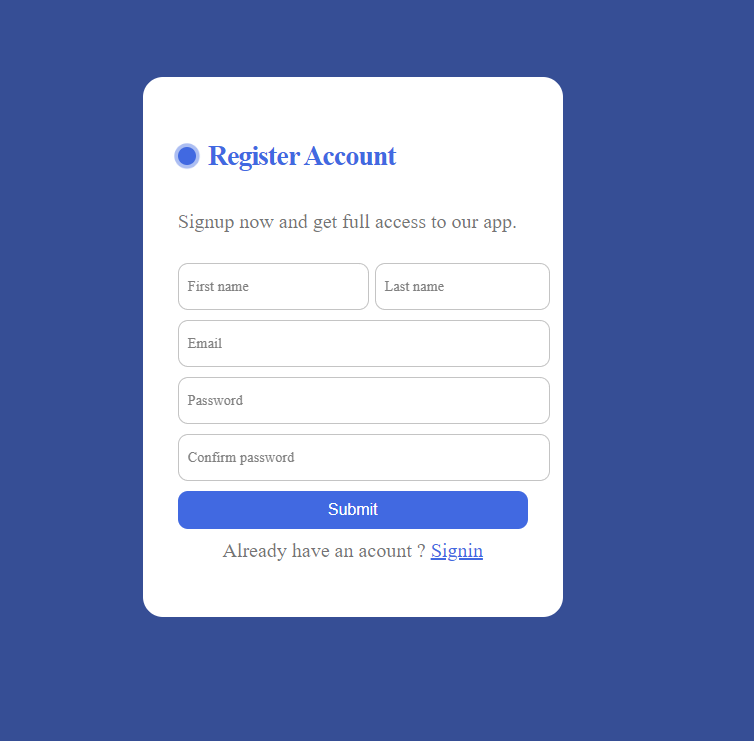 Register Account
Signup now and get full access to our app.
First name Last name
Email
Password
Confirm password
Submit
Already have an acount ? Signin